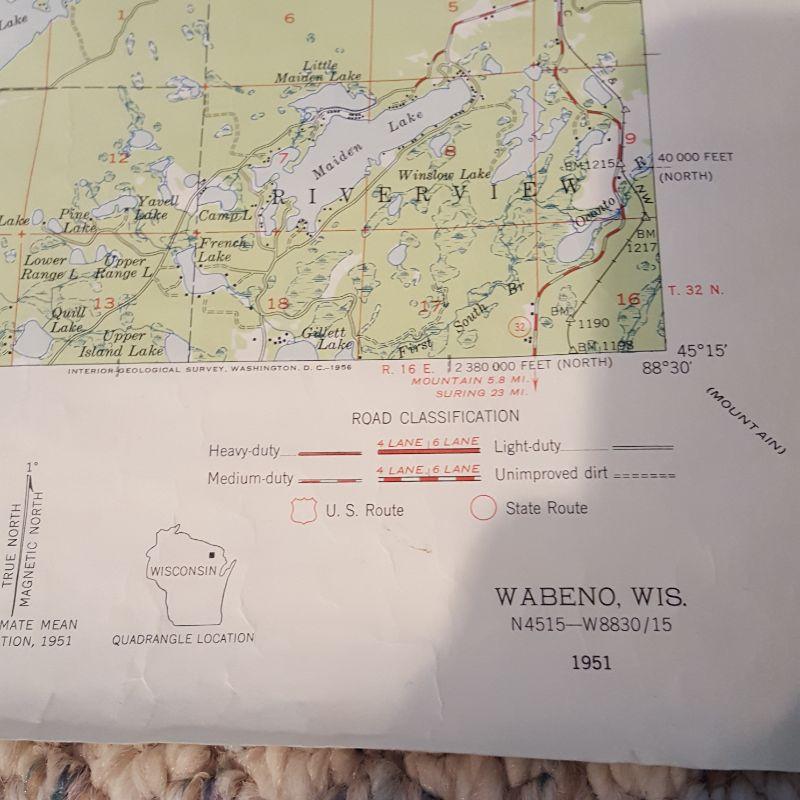 Lake
1
6
5
Little
Maiden Lake
Maiden Lake
12
7
8
9
BM 1215
40 000 FEET
(NORTH)
Winslow Lake
RIVERVIEW
R
NW
Yavell
Lake
Pine
Lake
Lake
Camp L
Oconto
BM
1217
French
Lake
Lower
Range L
Upper
Range L
13
18
17
16
T. 32 N.
Quill
Lake
Upper
Island Lake
Gillett
Lake
First South Br
32
BM
1190
BM 1193
45°15'
INTERIOR—GEOLOGICAL SURVEY, WASHINGTON, D. C.—1956
R. 16 E.
2 380 000 FEET (NORTH)
88°30'
MOUNTAIN 5.8 MI.
SURING 23 MI.
(MOUNTAIN)
ROAD CLASSIFICATION
Heavy-duty 4 LANE 6 LANE Light-duty
Medium-duty 4 LANE 6 LANE Unimproved dirt
U. S. Route State Route
1°
TRUE NORTH
MAGNETIC NORTH
MATE MEAN
TION, 1951
WISCONSIN
QUADRANGLE LOCATION
WABENO, WIS.
N4515—W8830/15
1951